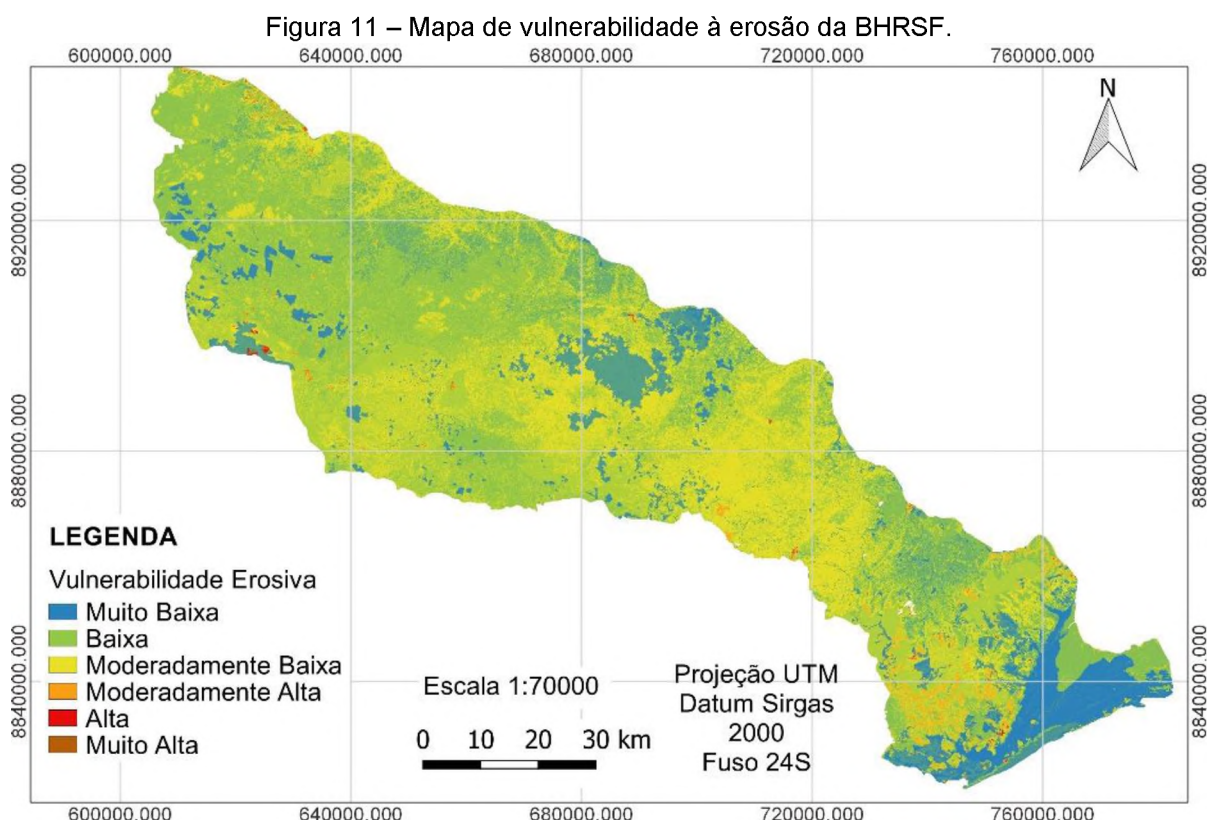 Figura 11 – Mapa de vulnerabilidade à erosão da BHRSF.
600000.000 640000.000 680000.000 720000.000 760000.000
N
8920000.000 8920000.000
8880000.000 8880000.000
8840000.000 8840000.000
LEGENDA
Vulnerabilidade Erosiva
Muito Baixa
Baixa
Moderadamente Baixa
Moderadamente Alta
Alta
Muito Alta
Escala 1:70000
0 10 20 30 km
Projeção UTM
Datum Sirgas
2000
Fuso 24S
600000.000 640000.000 680000.000 720000.000 760000.000